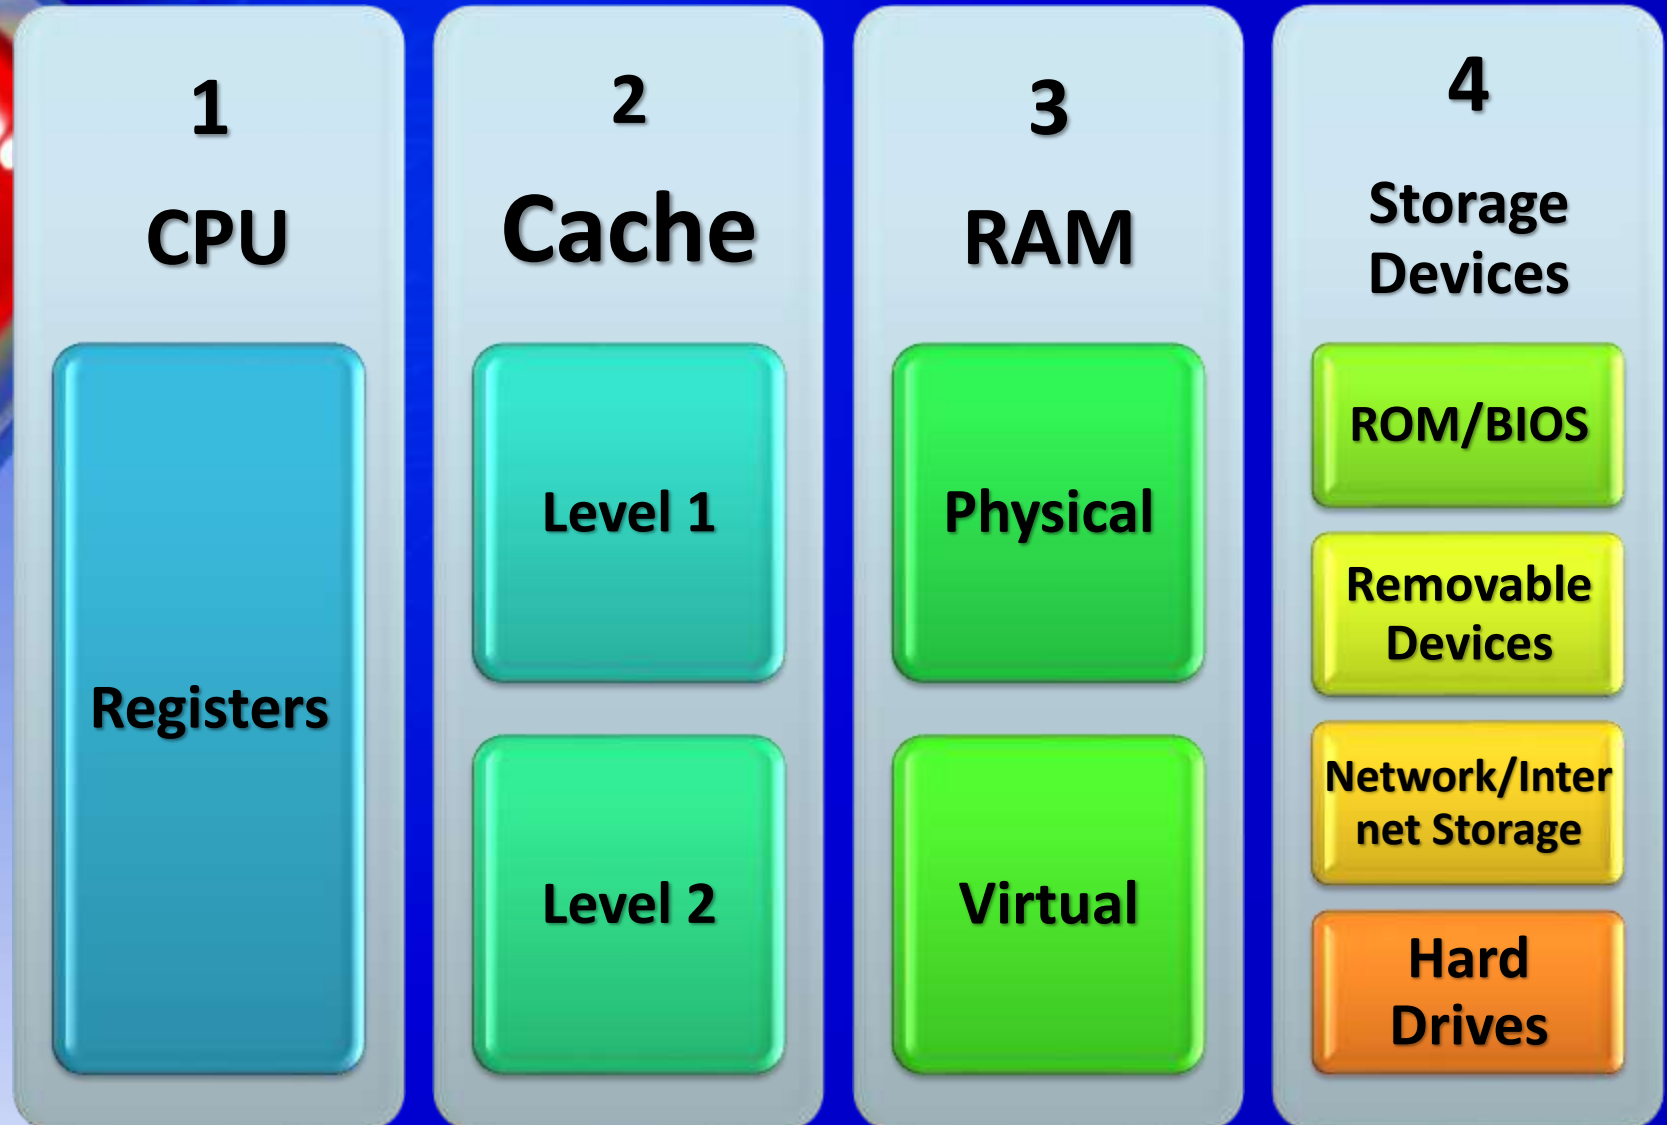 1
CPU
Registers
2
Cache
Level 1
Level 2
3
RAM
Physical
Virtual
4
Storage
Devices
ROM/BIOS
Removable
Devices
Network/Inter
net Storage
Hard
Drives